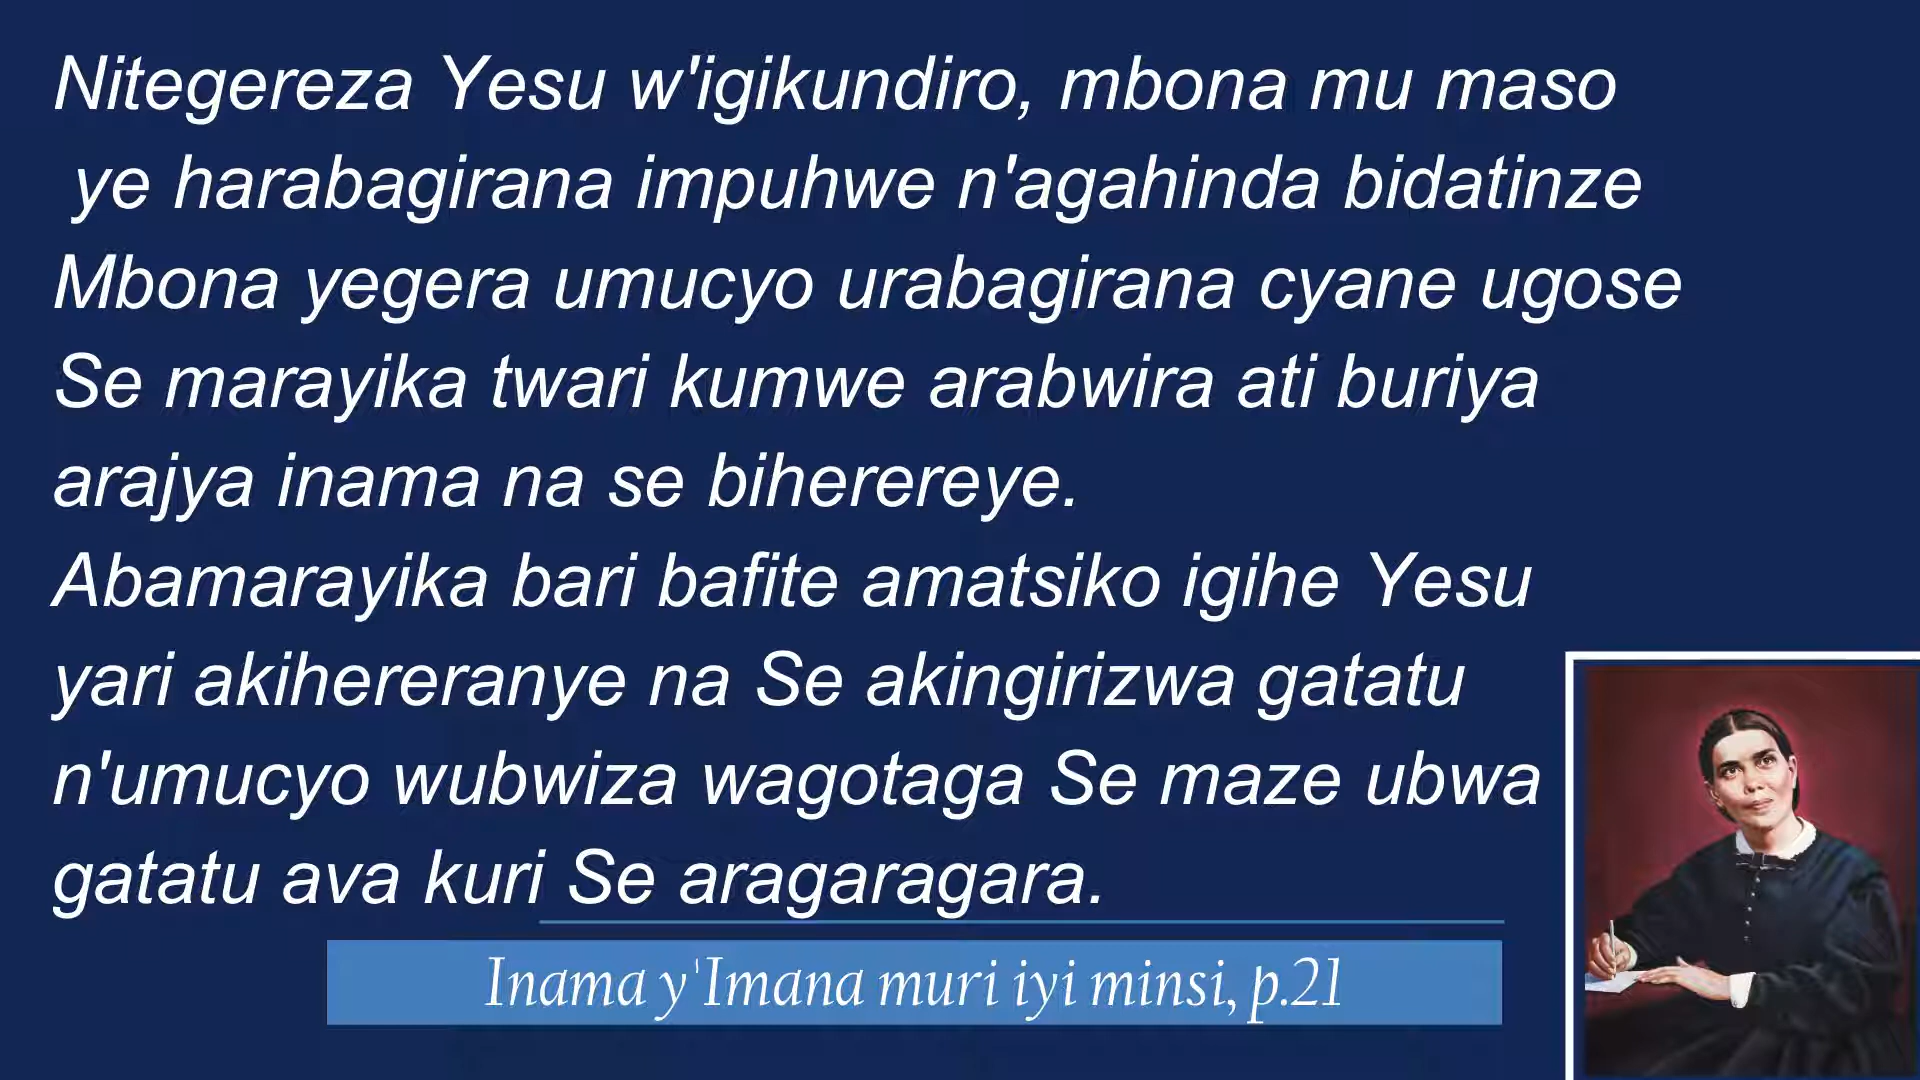 Nitegereza Yesu w'igikundiro, mbona mu maso
ye harabagirana impuhwe n'agahinda bidatinze
Mbona yegera umucyo urabagirana cyane ugose
Se marayika twari kumwe arabwira ati buriya
arajya inama na se biherereye.
Abamarayika bari bafite amatsiko igihe Yesu
yari akihereranye na Se akingirizwa gatatu
n'umucyo wubwiza wagotaga Se maze ubwa
gatatu ava kuri Se aragaragara.
Inama y'Imana muri iyi minsi, p.21